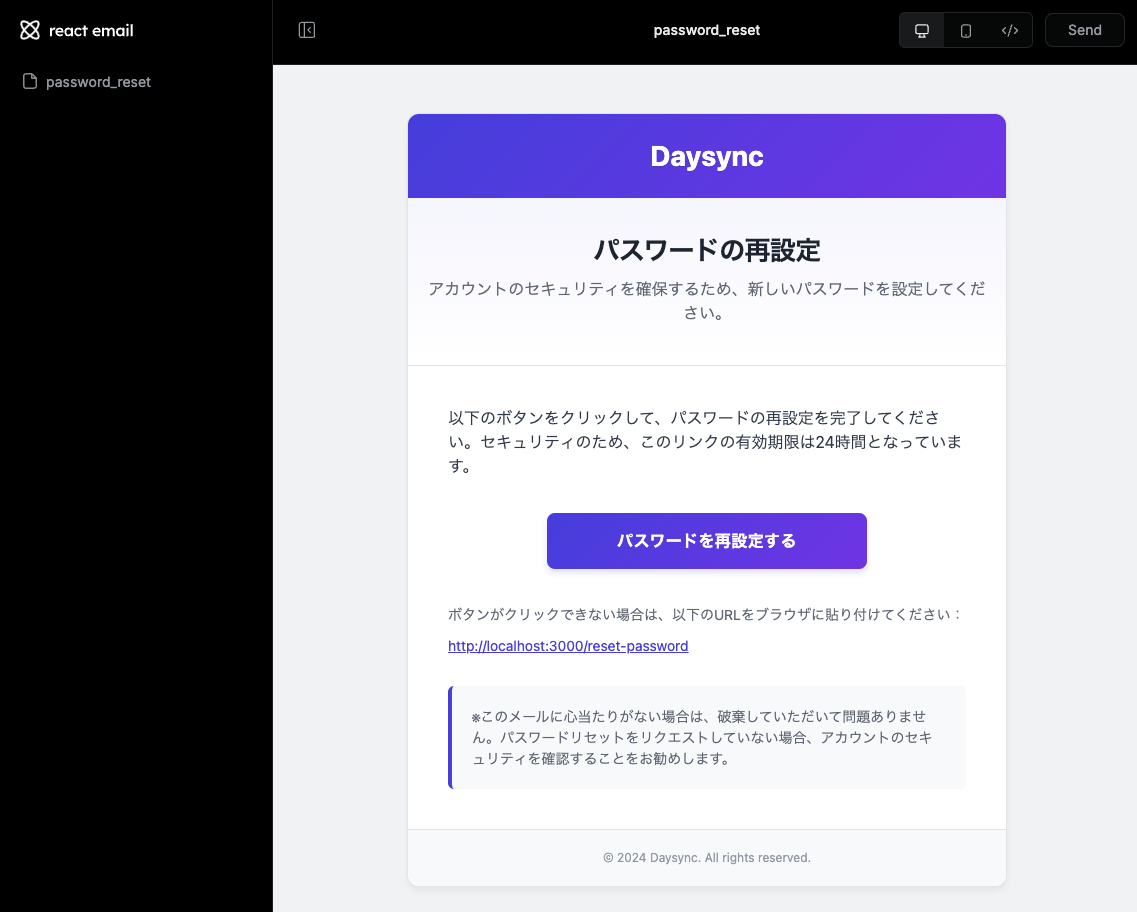 react email
password_reset
password_reset
</>
Send
Daysync
パスワードの再設定
アカウントのセキュリティを確保するため、新しいパスワードを設定してくだ
さい。
以下のボタンをクリックして、パスワードの再設定を完了してくださ
い。セキュリティのため、このリンクの有効期限は24時間となっていま
す。
パスワードを再設定する
ボタンがクリックできない場合は、以下のURLをブラウザに貼り付けてください：
http://localhost:3000/reset-password
※このメールに心当たりがない場合は、破棄していただいて問題ありませ
ん。パスワードリセットをリクエストしていない場合、アカウントのセキ
ュリティを確認することをお勧めします。
© 2024 Daysync. All rights reserved.